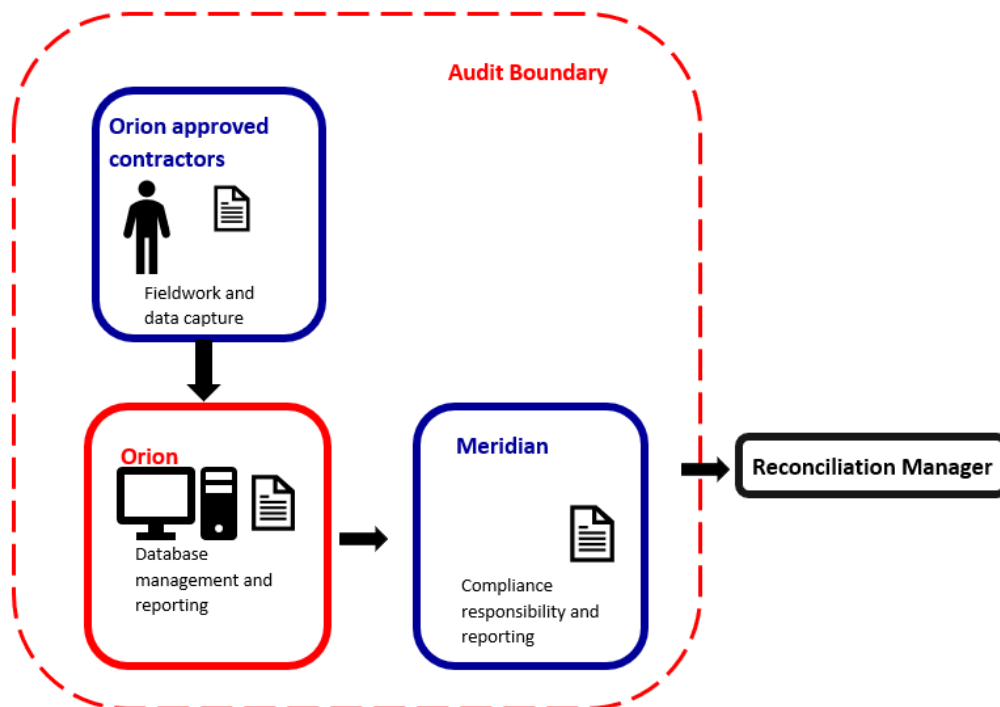 Audit Boundary
Orion approved
contractors
Fieldwork and
data capture
Orion
Database
management and
reporting
Meridian
Compliance
responsibility and
reporting
Reconciliation Manager